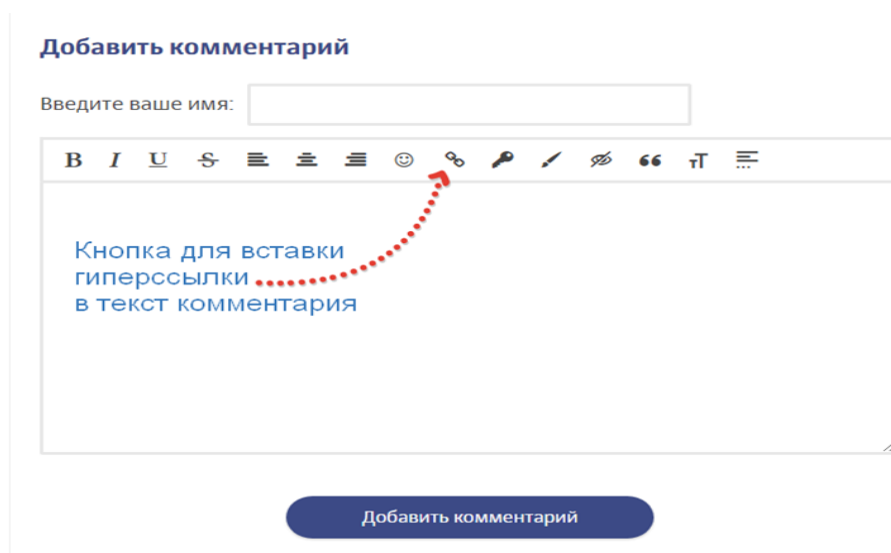 Добавить комментарий
Введите ваше имя:
B I U S
Кнопка для вставки
гиперссылки
в текст комментария
Добавить комментарий